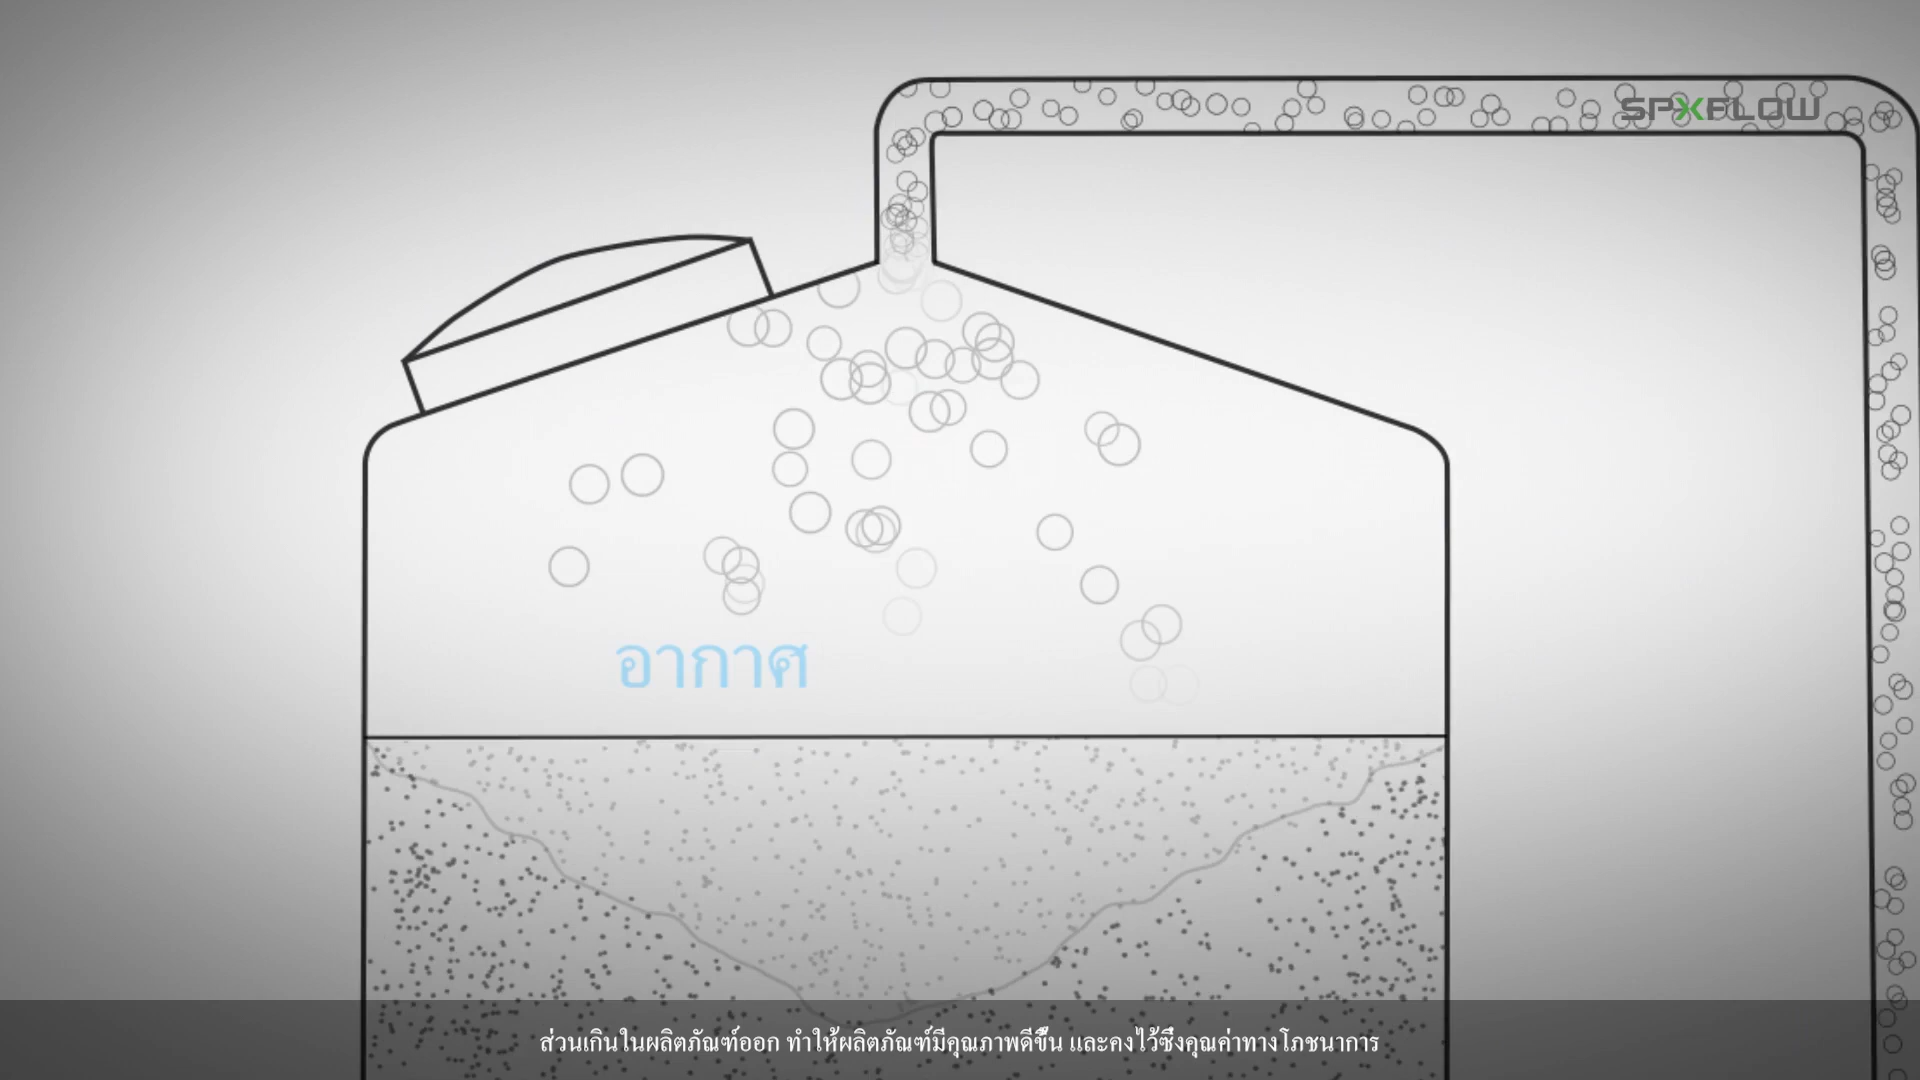 SPXFLOW
อากาศ
ส่วนเกินในผลิตภัณฑ์ออก ทำให้ผลิตภัณฑ์มีคุณภาพดีขึ้น และคงไว้ซึ่งคุณค่าทางโภชนาการ